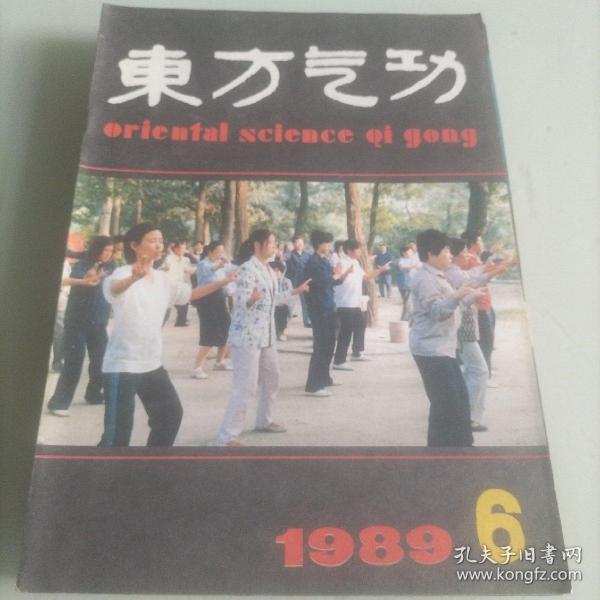 東方气功
oriental science qi gong
1989 6
孔夫子旧书网
www.kongfz.com